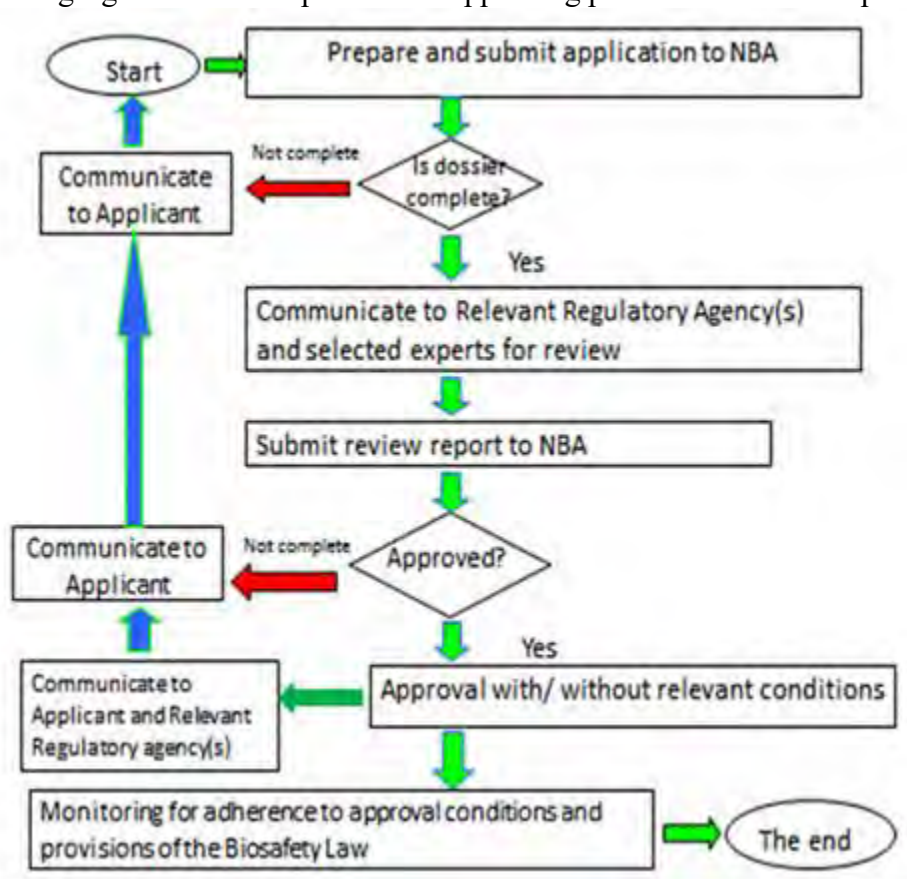 Start
Prepare and submit application to NBA
Communicate
to Applicant
Not complete
Is dossier
complete?
Yes
Communicate to Relevant Regulatory Agency(s)
and selected experts for review
Submit review report to NBA
Communicate to
Applicant
Not complete
Approved?
Yes
Communicate to
Applicant and Relevant
Regulatory agency(s)
Approval with/ without relevant conditions
Monitoring for adherence to approval conditions and
provisions of the Biosafety Law
The end